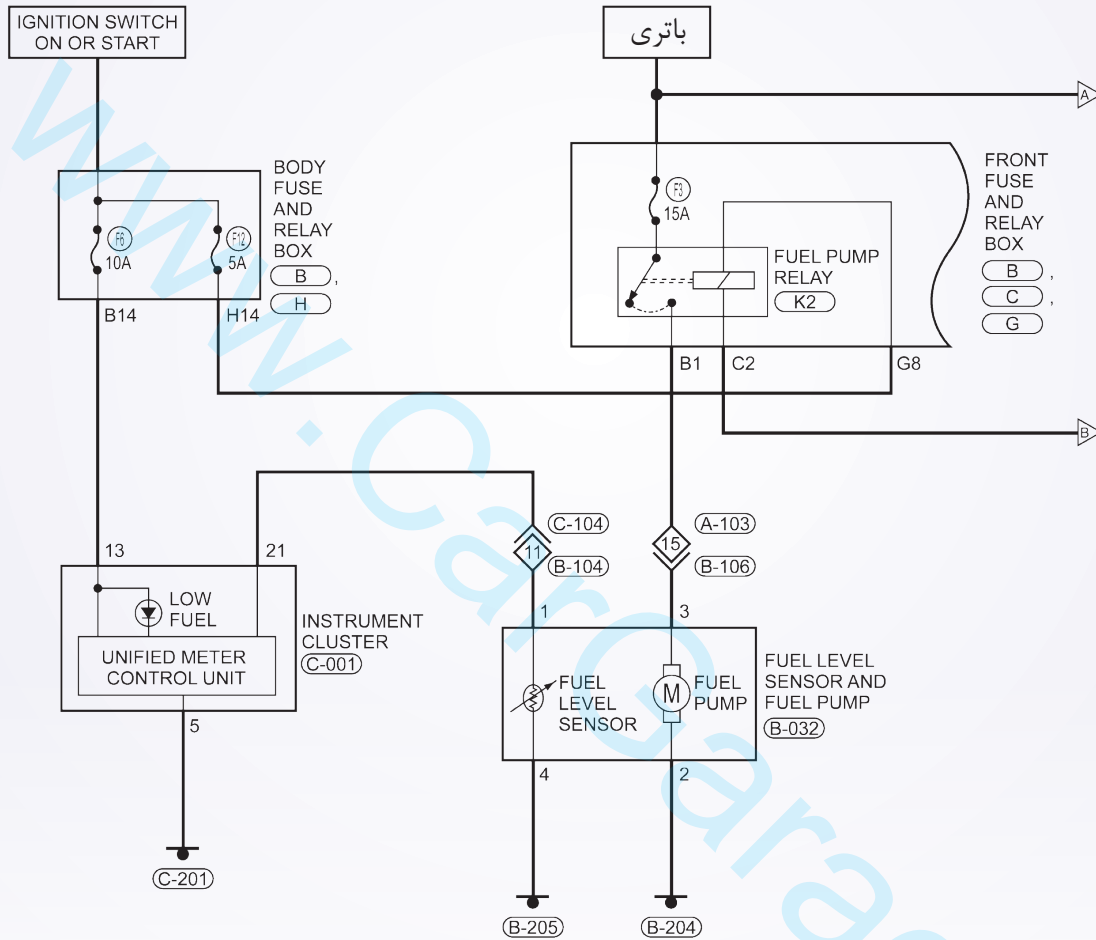 IGNITION SWITCH
ON OR START
باتری
A
BODY
FUSE
AND
RELAY
BOX
B ,
H
F6
10A
F12
5A
B14
H14
F3
15A
FUEL PUMP
RELAY
K2
FRONT
FUSE
AND
RELAY
BOX
B ,
C ,
G
B1
C2
G8
B
13
21
C-104
11
B-104
A-103
15
B-106
LOW
FUEL
UNIFIED METER
CONTROL UNIT
INSTRUMENT
CLUSTER
C-001
5
C-201
1
3
FUEL
LEVEL
SENSOR
M
FUEL
PUMP
FUEL LEVEL
SENSOR AND
FUEL PUMP
B-032
4
2
B-205
B-204
www.CarGarag